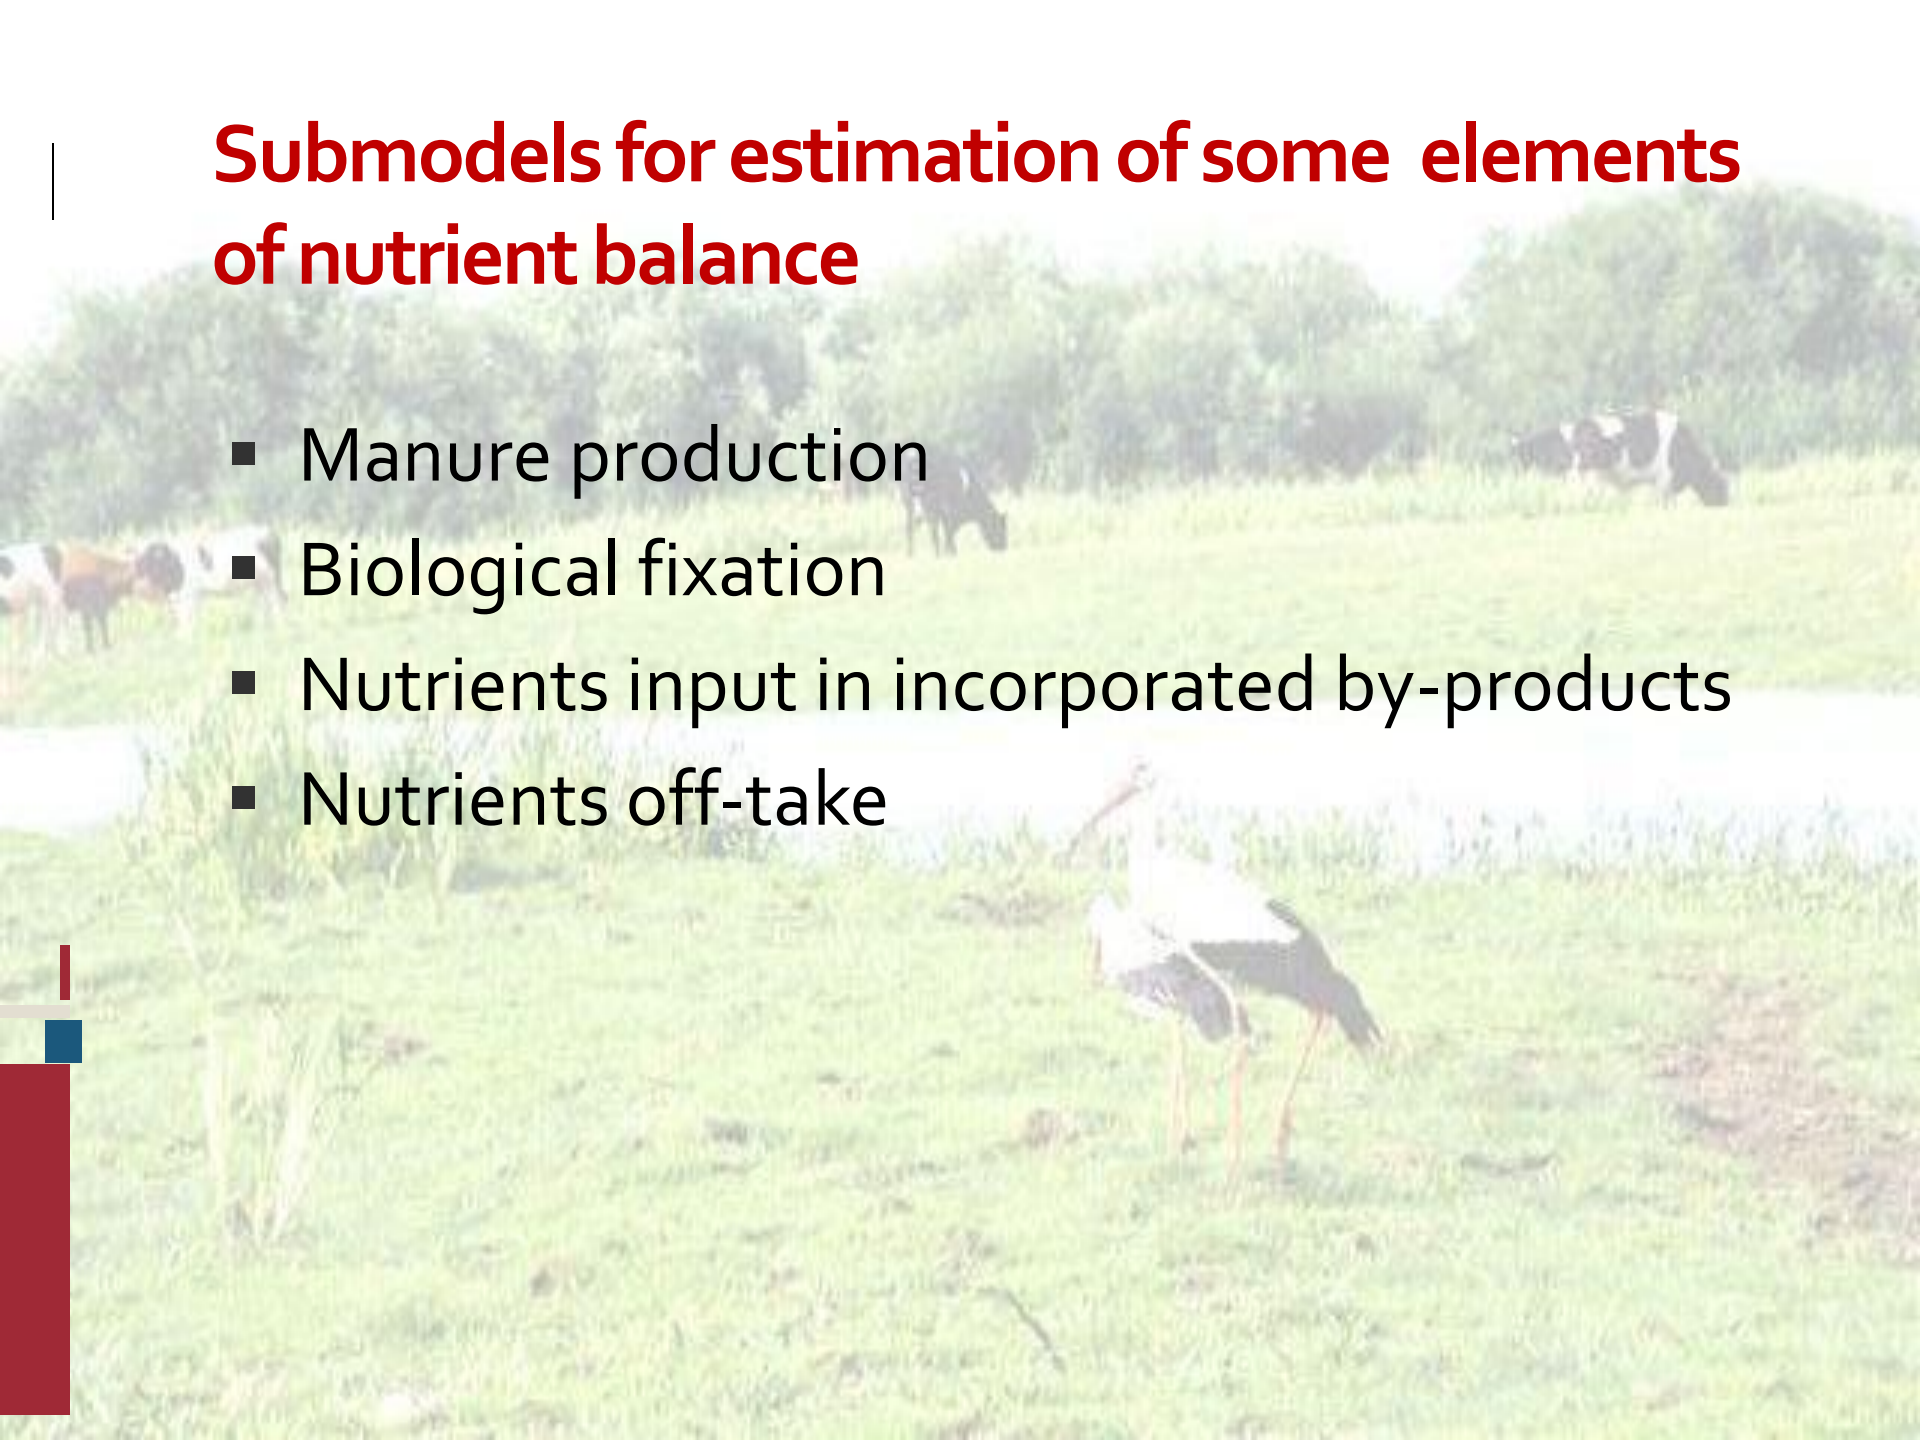 Submodels for estimation of some elements
of nutrient balance
▪ Manure production
▪ Biological fixation
▪ Nutrients input in incorporated by-products
▪ Nutrients off-take